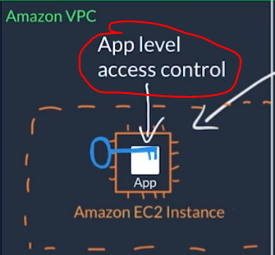 Amazon VPC
App level
access control
App
Amazon EC2 Instance